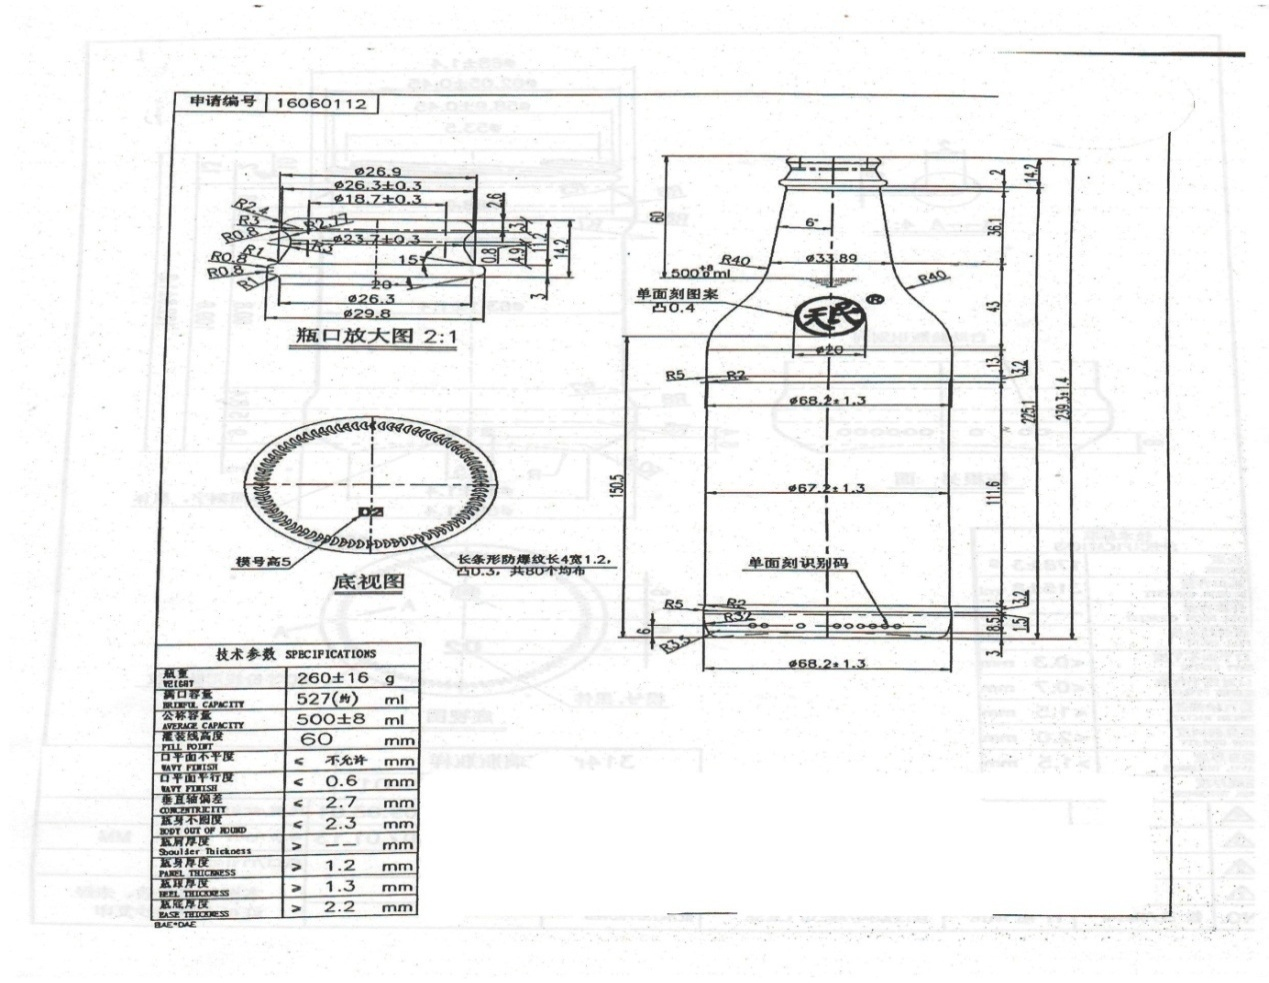 申请编号 16060112
ø26.9
ø26.3±0.3
ø18.7±0.3
R2.4
R3
R0.8
R2.77
ø23.7±0.3
R3
R1
R0.8
R1
15°
20°
ø26.3
ø29.8
2.6
3
0.8
4.9
11.2
14.2
3
瓶口放大图 2:1
模号高5
长条形防爆纹长4宽1.2,
凸0.3, 共80个均布
底视图
60
6°
R40
ø33.89
500 +8 0 ml
R40
单面刻图案
凸0.4
天民 ®
ø20
R5
R2
ø68.2±1.3
150.5
ø67.2±1.3
单面刻识别码
R5
R2
R32
6
R3.5
ø68.2±1.3
2
14.2
36.1
43
13
3.2
225.1
239.3±1.4
111.6
3.2
8.5
1.5
3
技术参数 SPECIFICATIONS
瓶重
WEIGHT
260±16 g
满口容量
BRIMFUL CAPACITY
527(约) ml
公称容量
AVERAGE CAPACITY
500±8 ml
灌装线高度
FILL POINT
60 mm
口平面不平度
WAVY FINISH
≤ 不允许 mm
口平面平行度
WAVY FINISH
≤ 0.6 mm
垂直轴偏差
CONCENTRICITY
≤ 2.7 mm
瓶身不圆度
BODY OUT OF ROUND
≤ 2.3 mm
瓶肩厚度
Shoulder Thickness
≥ -- mm
瓶身厚度
PANEL THICKNESS
≥ 1.2 mm
瓶跟厚度
HEEL THICKNESS
≥ 1.3 mm
瓶底厚度
BASE THICKNESS
≥ 2.2 mm
BAE*DAE